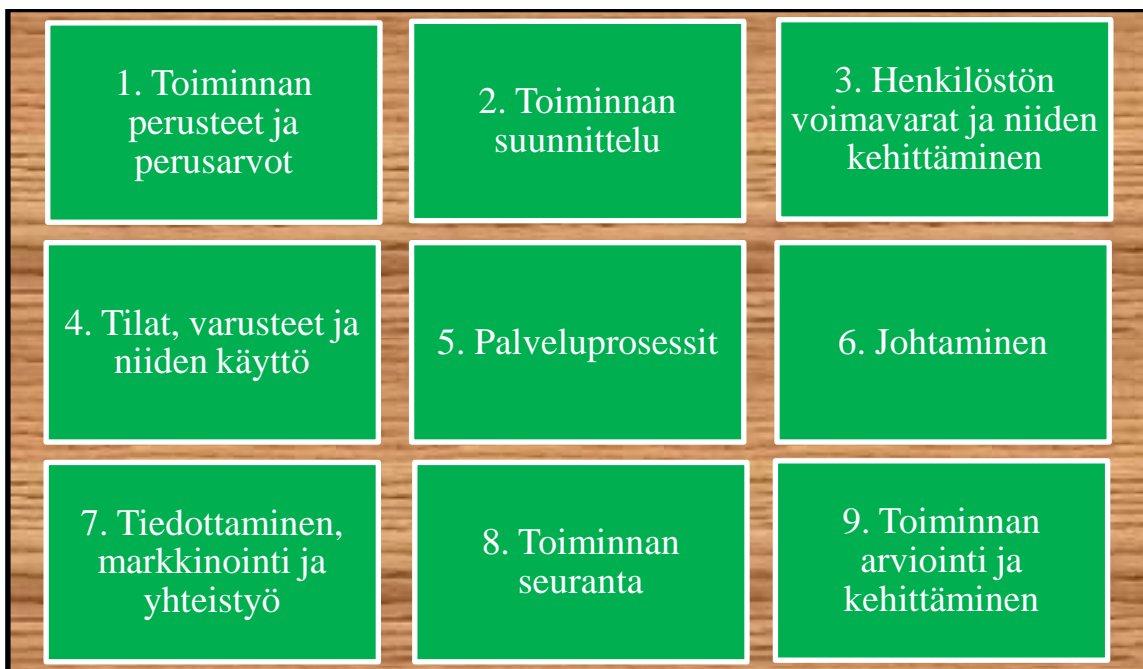 1. Toiminnan
perusteet ja
perusarvot
2. Toiminnan
suunnittelu
3. Henkilöstön
voimavarat ja niiden
kehittäminen
4. Tilat, varusteet ja
niiden käyttö
5. Palveluprosessit
6. Johtaminen
7. Tiedottaminen,
markkinointi ja
yhteistyö
8. Toiminnan
seuranta
9. Toiminnan
arviointi ja
kehittäminen